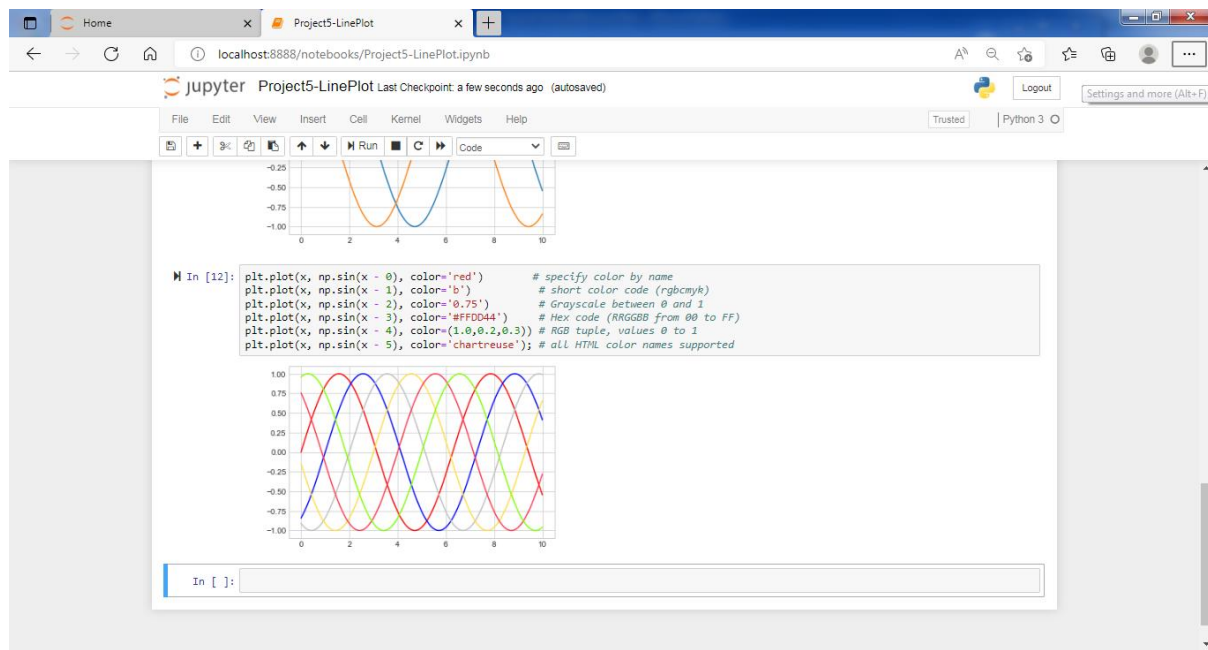 Home
Project5-LinePlot
localhost:8888/notebooks/Project5-LinePlot.ipynb
jupyter Project5-LinePlot Last Checkpoint: a few seconds ago (autosaved)
Logout
Settings and more (Alt+F)
File Edit View Insert Cell Kernel Widgets Help
Trusted Python 3
Run Code
−0.25
−0.50
−0.75
−1.00
0 2 4 6 8 10
In [12]: plt.plot(x, np.sin(x - 0), color='red') # specify color by name
plt.plot(x, np.sin(x - 1), color='b') # short color code (rgbcmyk)
plt.plot(x, np.sin(x - 2), color='0.75') # Grayscale between 0 and 1
plt.plot(x, np.sin(x - 3), color='#FFDD44') # Hex code (RRGGBB from 00 to FF)
plt.plot(x, np.sin(x - 4), color=(1.0,0.2,0.3)) # RGB tuple, values 0 to 1
plt.plot(x, np.sin(x - 5), color='chartreuse'); # all HTML color names supported
1.00
0.75
0.50
0.25
0.00
−0.25
−0.50
−0.75
−1.00
0 2 4 6 8 10
In [ ]: